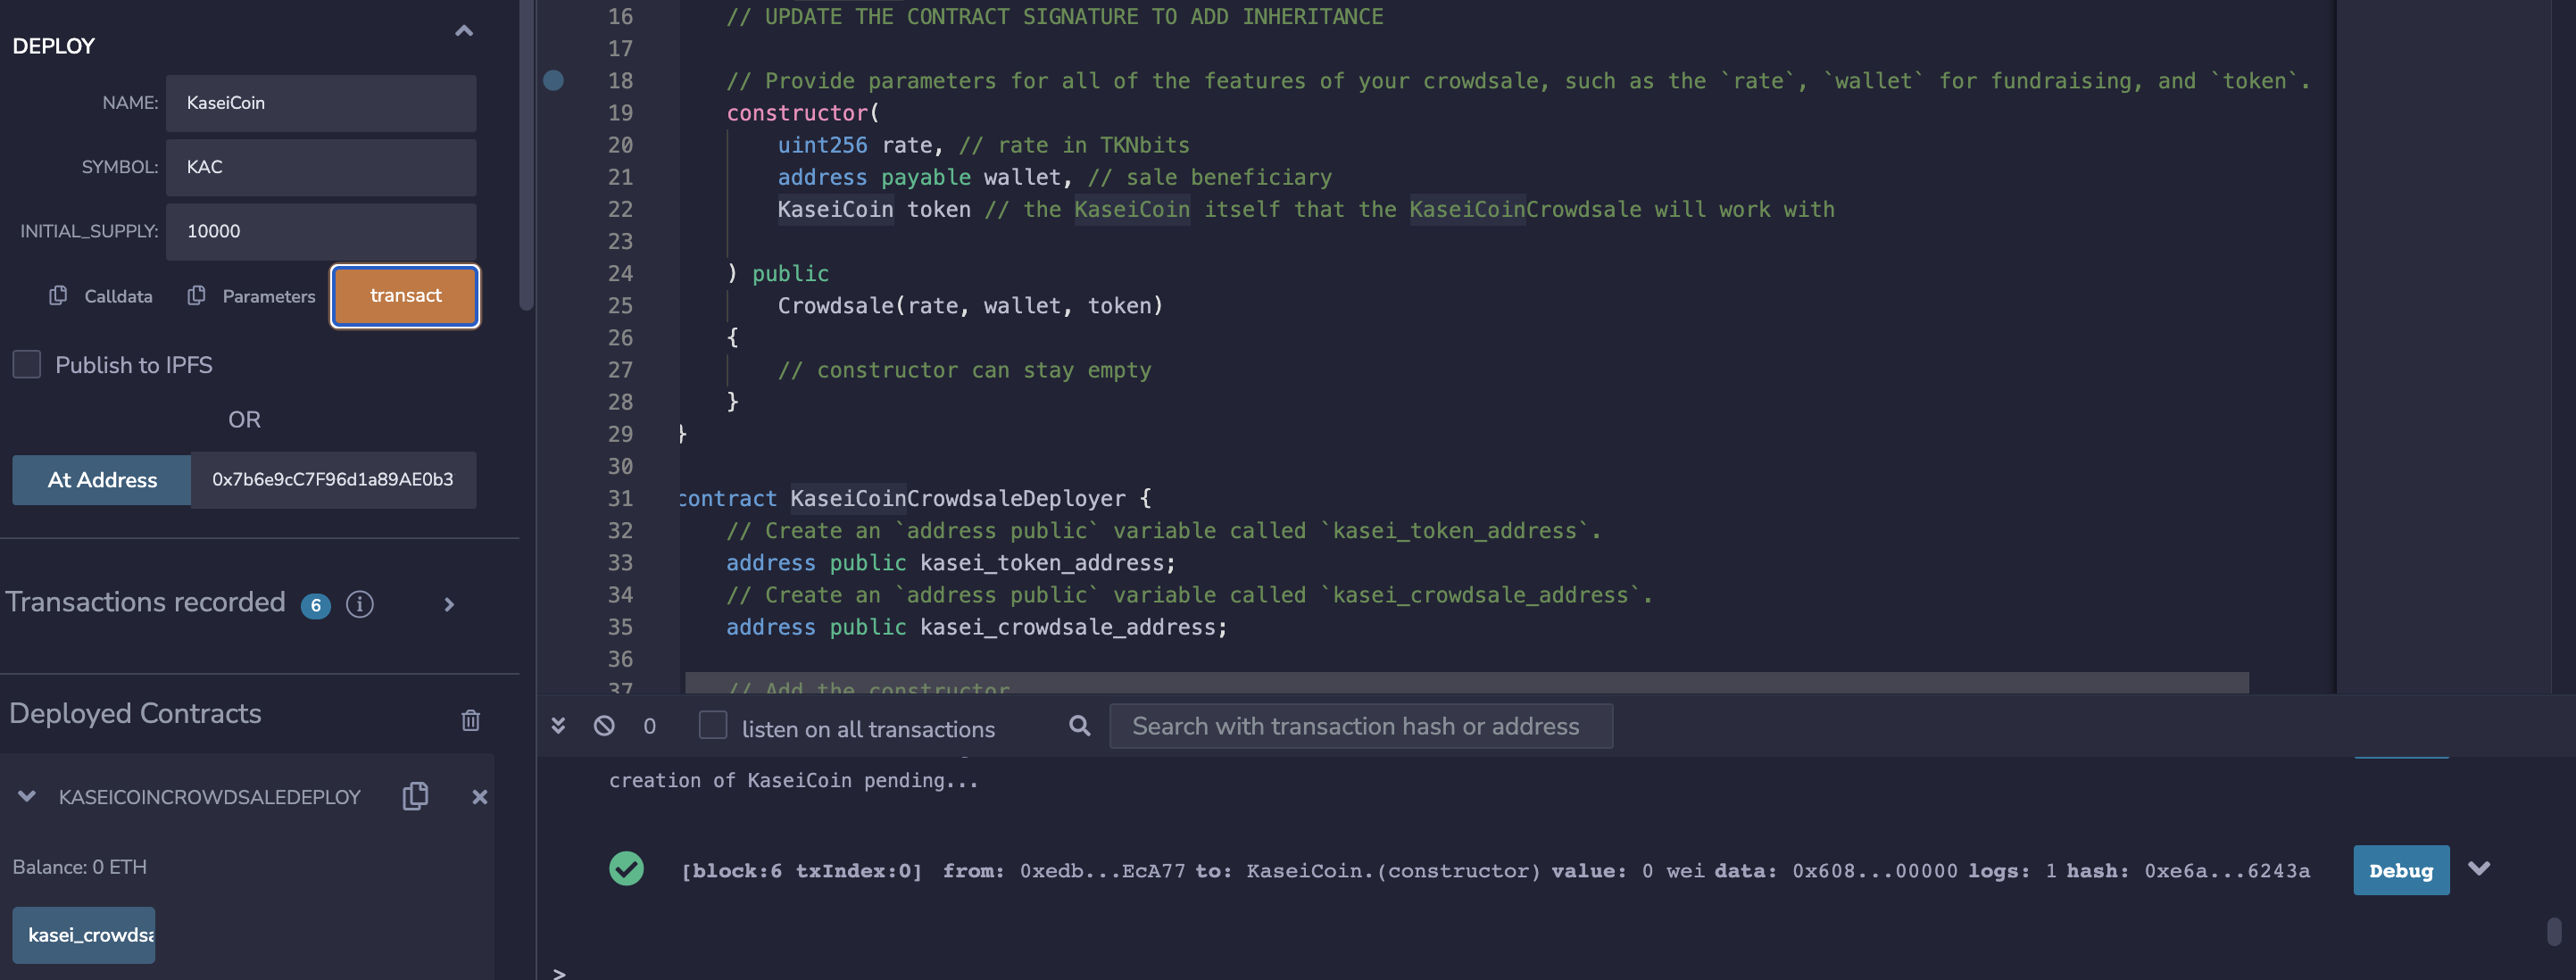 DEPLOY
NAME: KaseiCoin
SYMBOL: KAC
INITIAL_SUPPLY: 10000
Calldata Parameters transact
Publish to IPFS
OR
At Address 0x7b6e9cC7F96d1a89AE0b3
Transactions recorded 6 i
Deployed Contracts
KASEICOINCROWDSALEDEPLOY
Balance: 0 ETH
kasei_crowdsa
16 // UPDATE THE CONTRACT SIGNATURE TO ADD INHERITANCE
17
18 // Provide parameters for all of the features of your crowdsale, such as the `rate`, `wallet` for fundraising, and `token`.
19 constructor(
20 uint256 rate, // rate in TKNbits
21 address payable wallet, // sale beneficiary
22 KaseiCoin token // the KaseiCoin itself that the KaseiCoinCrowdsale will work with
23
24 ) public
25 Crowdsale(rate, wallet, token)
26 {
27 // constructor can stay empty
28 }
29 }
30
31 contract KaseiCoinCrowdsaleDeployer {
32 // Create an `address public` variable called `kasei_token_address`.
33 address public kasei_token_address;
34 // Create an `address public` variable called `kasei_crowdsale_address`.
35 address public kasei_crowdsale_address;
36
37 // Add the constructor
0 listen on all transactions Search with transaction hash or address
creation of KaseiCoin pending...
[block:6 txIndex:0] from: 0xedb...EcA77 to: KaseiCoin.(constructor) value: 0 wei data: 0x608...00000 logs: 1 hash: 0xe6a...6243a Debug
>